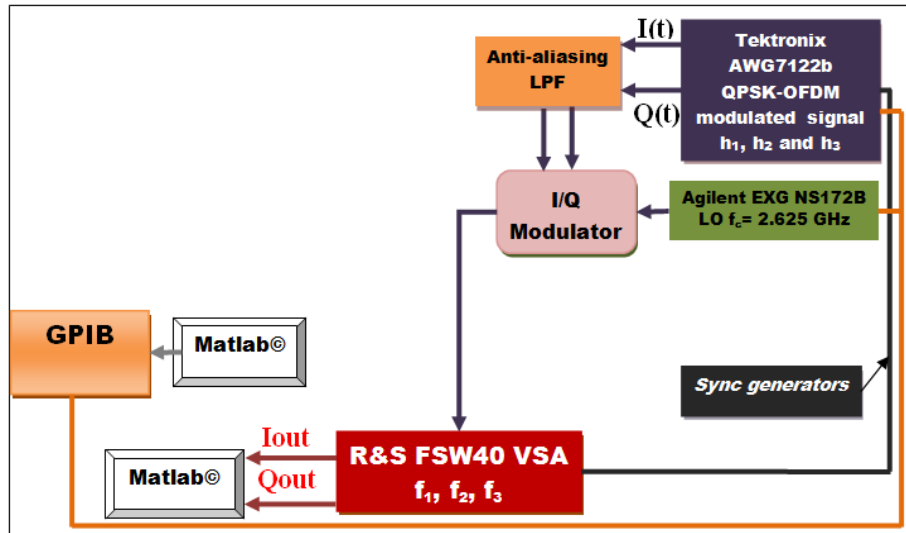 I(t)
Q(t)
Anti-aliasing
LPF
Tektronix
AWG7122b
QPSK-OFDM
modulated signal
h₁, h₂ and h₃
I/Q
Modulator
Agilent EXG NS172B
LO f꜀= 2.625 GHz
GPIB
Matlab©
Sync generators
Iout
Qout
Matlab©
R&S FSW40 VSA
f₁, f₂, f₃